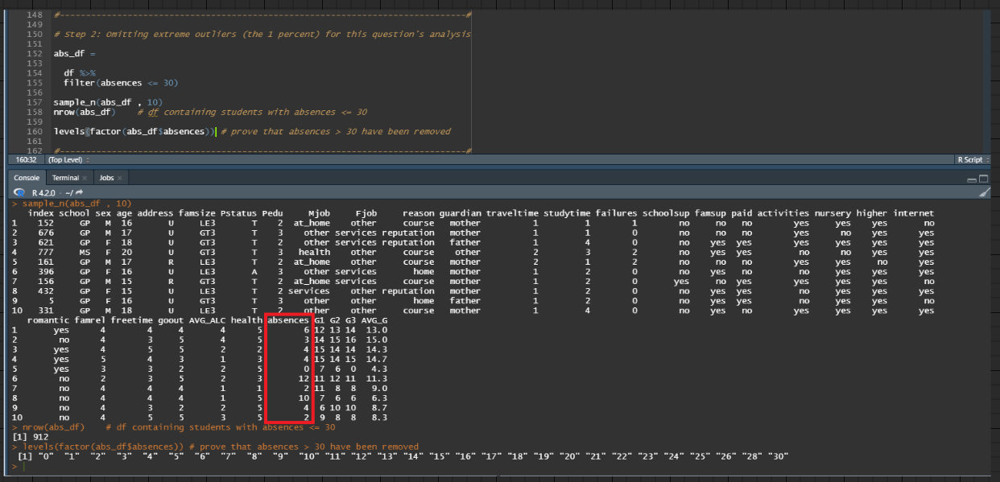 148 #------------------------------------------------------------------------------#
149
150 # Step 2: Omitting extreme outliers (the 1 percent) for this question's analysis
151
152 abs_df =
153
154 df %>%
155 filter(absences <= 30)
156
157 sample_n(abs_df , 10)
158 nrow(abs_df) # df containing students with absences <= 30
159
160 levels(factor(abs_df$absences)) # prove that absences > 30 have been removed
161
162 #------------------------------------------------------------------------------#
160:32 (Top Level) R Script
Console Terminal Jobs
R 4.2.0 · ~/
> sample_n(abs_df , 10)
index school sex age address famsize Pstatus Pedu Mjob Fjob reason guardian traveltime studytime failures schoolsup famsup paid activities nursery higher internet
1 152 GP M 16 U LE3 T 2 at_home other course mother 1 1 1 no no no yes yes yes no
2 676 GP M 17 U GT3 T 3 other services reputation mother 1 1 0 no no no yes no yes yes
3 621 GP F 18 U GT3 T 3 other services reputation father 1 4 0 no yes yes no yes yes yes
4 777 MS F 20 U GT3 T 3 health other course other 2 3 2 no yes yes no no yes yes
5 161 GP M 17 R LE3 T 2 at_home other course mother 2 1 2 no no no yes yes no yes
6 396 GP F 16 U LE3 A 3 other services home mother 1 2 0 no yes no no yes yes yes
7 156 GP M 15 R GT3 T 2 at_home services course mother 1 2 0 yes no yes yes yes yes no
8 432 GP F 15 U LE3 T 2 services other reputation mother 1 2 0 no yes yes no yes yes yes
9 5 GP F 16 U GT3 T 3 other other home father 1 2 0 no yes yes no yes yes no
10 331 GP M 18 U LE3 T 2 other other course mother 1 4 0 no yes no yes yes yes yes
romantic famrel freetime goout AVG_ALC health absences G1 G2 G3 AVG_G
1 yes 4 4 4 4 5 6 12 13 14 13.0
2 no 4 3 5 4 5 3 14 15 16 15.0
3 yes 4 5 5 2 2 4 15 14 14 14.3
4 yes 5 4 3 1 3 4 15 14 15 14.7
5 yes 3 3 2 2 5 0 7 6 0 4.3
6 no 2 3 5 2 3 12 11 12 11 11.3
7 no 4 4 4 1 1 2 11 8 8 9.0
8 no 4 4 4 1 5 10 7 6 6 6.3
9 no 4 3 2 2 5 4 6 10 10 8.7
10 no 4 5 5 3 5 2 9 8 8 8.3
> nrow(abs_df) # df containing students with absences <= 30
[1] 912
> levels(factor(abs_df$absences)) # prove that absences > 30 have been removed
[1] "0" "1" "2" "3" "4" "5" "6" "7" "8" "9" "10" "11" "12" "13" "14" "15" "16" "17" "18" "19" "20" "21" "22" "23" "24" "25" "26" "28" "30"
>